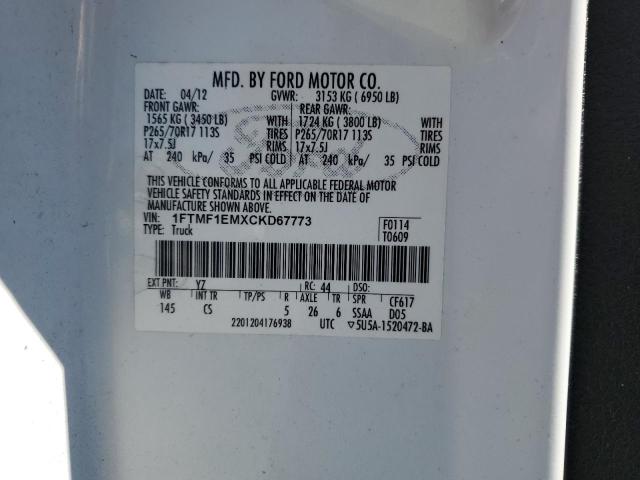 MFD. BY FORD MOTOR CO.
DATE: 04/12 GVWR: 3153 KG ( 6950 LB)
FRONT GAWR: REAR GAWR:
1565 KG ( 3450 LB) WITH 1724 KG ( 3800 LB) WITH
P265/70R17 113S TIRES P265/70R17 113S TIRES
17x7.5J RIMS 17x7.5J RIMS
AT 240 kPa/ 35 PSI COLD AT 240 kPa/ 35 PSI COLD
THIS VEHICLE CONFORMS TO ALL APPLICABLE FEDERAL MOTOR
VEHICLE SAFETY STANDARDS IN EFFECT ON THE DATE OF
MANUFACTURE SHOWN ABOVE.
VIN: 1FTMF1EMXCKD67773 F0114
TYPE: Truck T0609
EXT PNT: YZ RC: 44 DSO:
WB INT TR TP/PS R AXLE TR SPR CF617
145 CS 5 26 6 SSAA D05
2201204176938 UTC 5U5A-1520472-BA